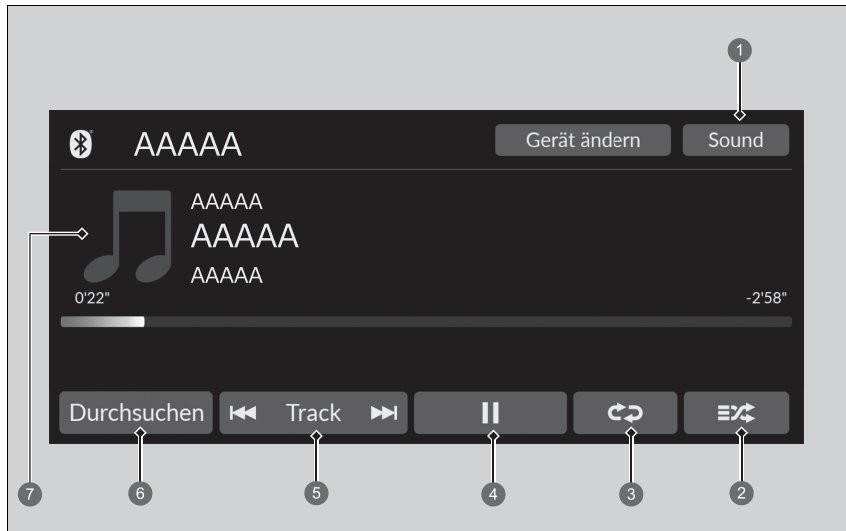 1
AAAAA
Gerät ändern
Sound
AAAAA
AAAAA
AAAAA
0'22"
-2'58"
Durchsuchen
Track
7
6
5
4
3
2